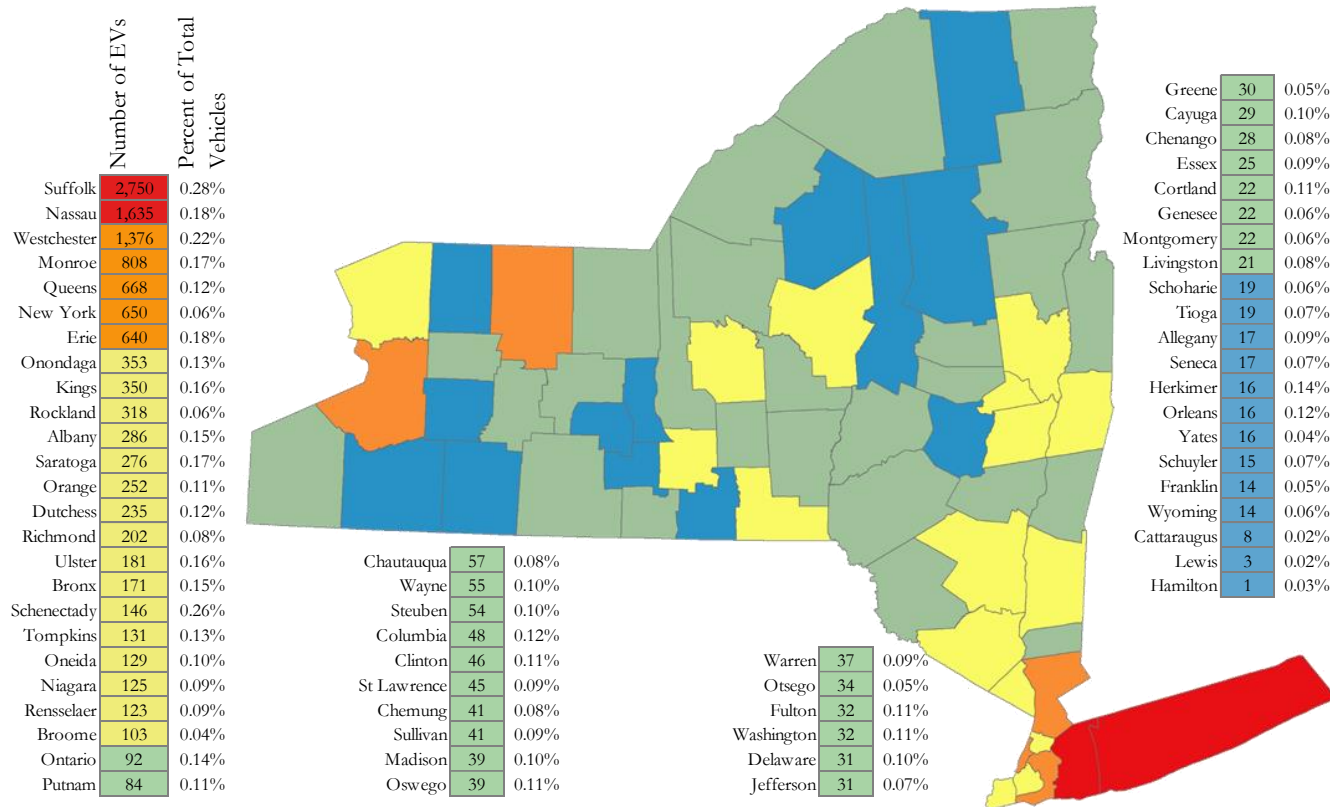 Number of EVs
Percent of Total
Vehicles
Suffolk 2,750 0.28%
Nassau 1,635 0.18%
Westchester 1,376 0.22%
Monroe 808 0.17%
Queens 668 0.12%
New York 650 0.06%
Erie 640 0.18%
Onondaga 353 0.13%
Kings 350 0.16%
Rockland 318 0.06%
Albany 286 0.15%
Saratoga 276 0.17%
Orange 252 0.11%
Dutchess 235 0.12%
Richmond 202 0.08%
Ulster 181 0.16%
Bronx 171 0.15%
Schenectady 146 0.26%
Tompkins 131 0.13%
Oneida 129 0.10%
Niagara 125 0.09%
Rensselaer 123 0.09%
Broome 103 0.04%
Ontario 92 0.14%
Putnam 84 0.11%
Chautauqua 57 0.08%
Wayne 55 0.10%
Steuben 54 0.10%
Columbia 48 0.12%
Clinton 46 0.11%
St Lawrence 45 0.09%
Chemung 41 0.08%
Sullivan 41 0.09%
Madison 39 0.10%
Oswego 39 0.11%
Warren 37 0.09%
Otsego 34 0.05%
Fulton 32 0.11%
Washington 32 0.11%
Delaware 31 0.10%
Jefferson 31 0.07%
Greene 30 0.05%
Cayuga 29 0.10%
Chenango 28 0.08%
Essex 25 0.09%
Cortland 22 0.11%
Genesee 22 0.06%
Montgomery 22 0.06%
Livingston 21 0.08%
Schoharie 19 0.06%
Tioga 19 0.07%
Allegany 17 0.09%
Seneca 17 0.07%
Herkimer 16 0.14%
Orleans 16 0.12%
Yates 16 0.04%
Schuyler 15 0.07%
Franklin 14 0.05%
Wyoming 14 0.06%
Cattaraugus 8 0.02%
Lewis 3 0.02%
Hamilton 1 0.03%